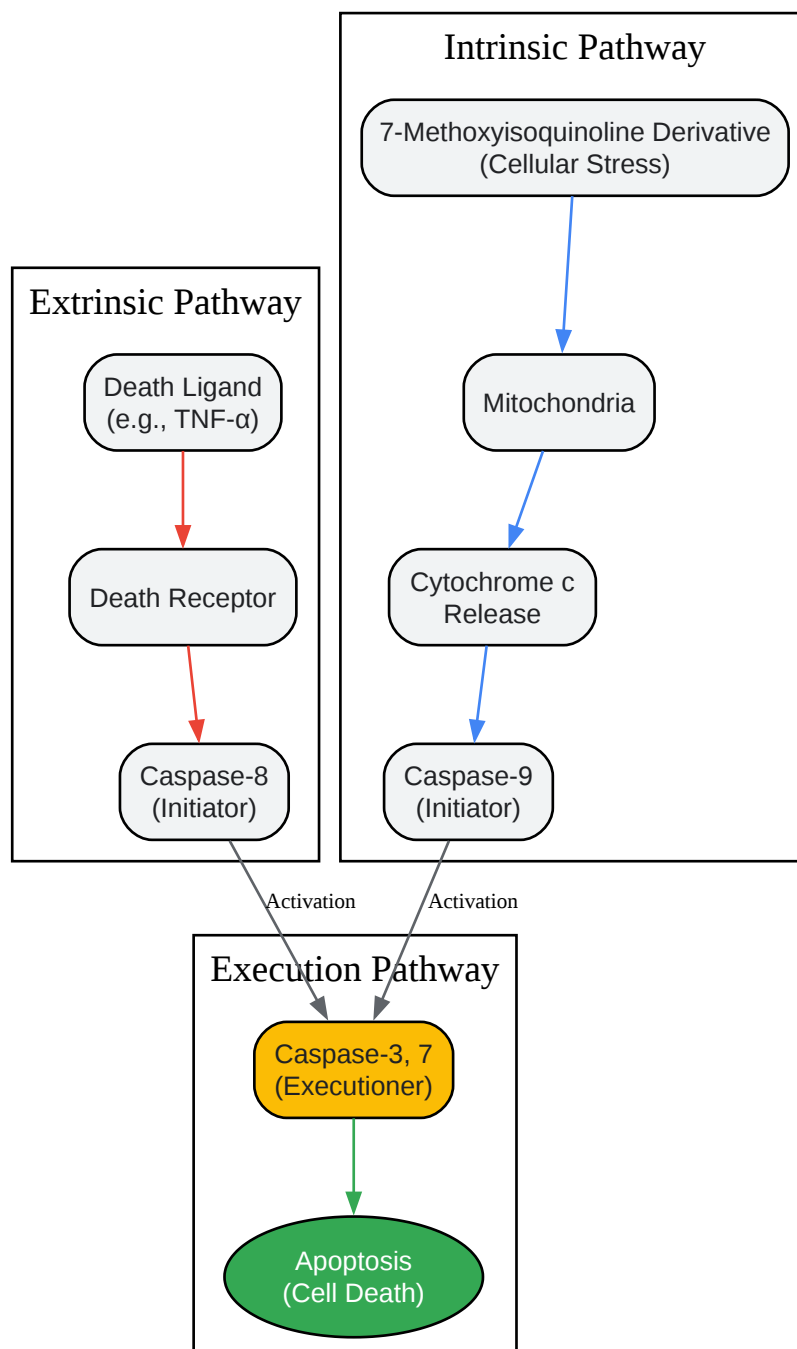 Intrinsic Pathway
7-Methoxyisoquinoline Derivative
(Cellular Stress)
Mitochondria
Cytochrome c
Release
Caspase-9
(Initiator)
Extrinsic Pathway
Death Ligand
(e.g., TNF-α)
Death Receptor
Caspase-8
(Initiator)
Activation
Activation
Execution Pathway
Caspase-3, 7
(Executioner)
Apoptosis
(Cell Death)